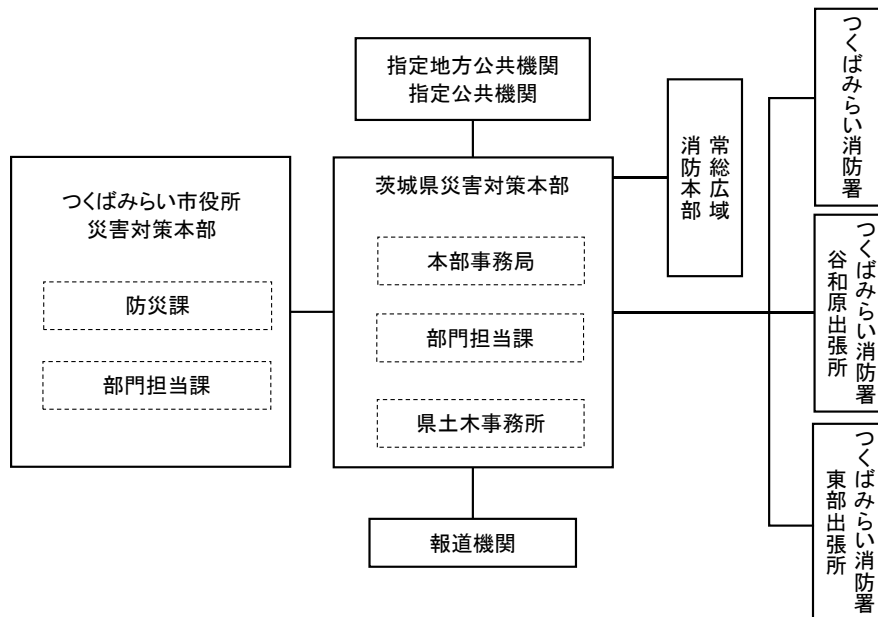 指定地方公共機関
指定公共機関
つくばみらい市役所
災害対策本部
防災課
部門担当課
茨城県災害対策本部
本部事務局
部門担当課
県土木事務所
報道機関
常総広域
消防本部
つくばみらい消防署
つくばみらい消防署
谷和原出張所
つくばみらい消防署
東部出張所